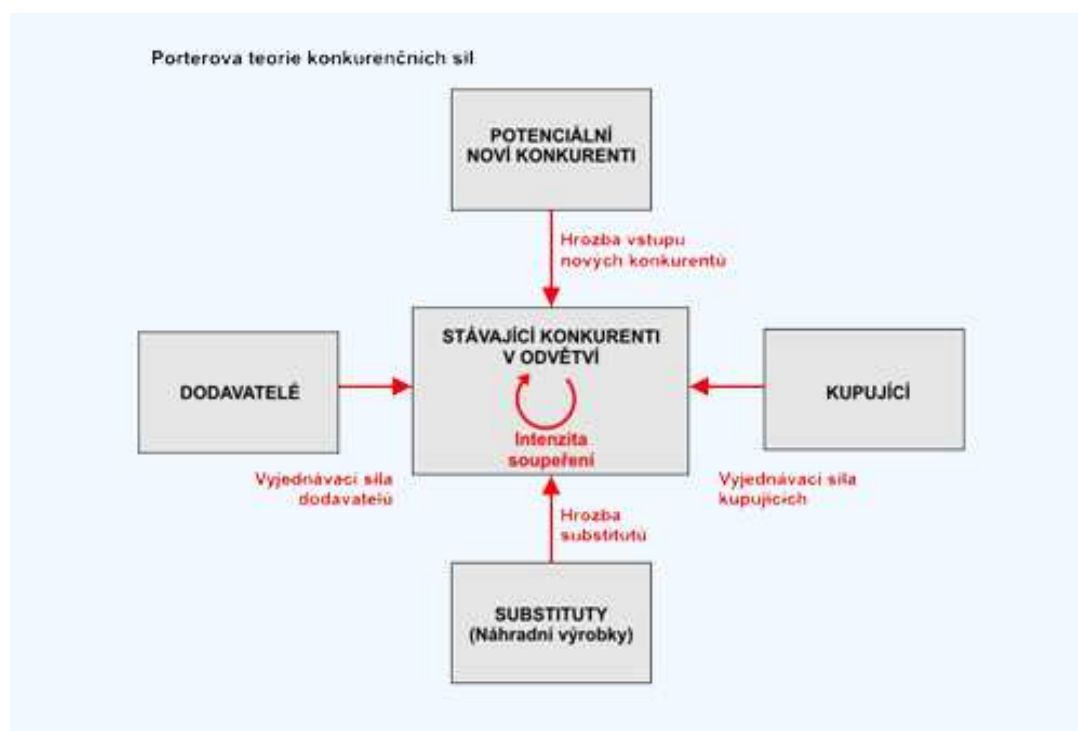 Porterova teorie konkurenčních sil
POTENCIÁLNÍ
NOVÍ KONKURENTI
Hrozba vstupu
nových konkurentů
STÁVAJÍCÍ KONKURENTI
V ODVĚTVÍ
Intenzita
soupeření
DODAVATELÉ
KUPUJÍCÍ
Vyjednávací síla
dodavatelů
Vyjednávací síla
kupujících
Hrozba
substitutů
SUBSTITUTY
(Náhradní výrobky)